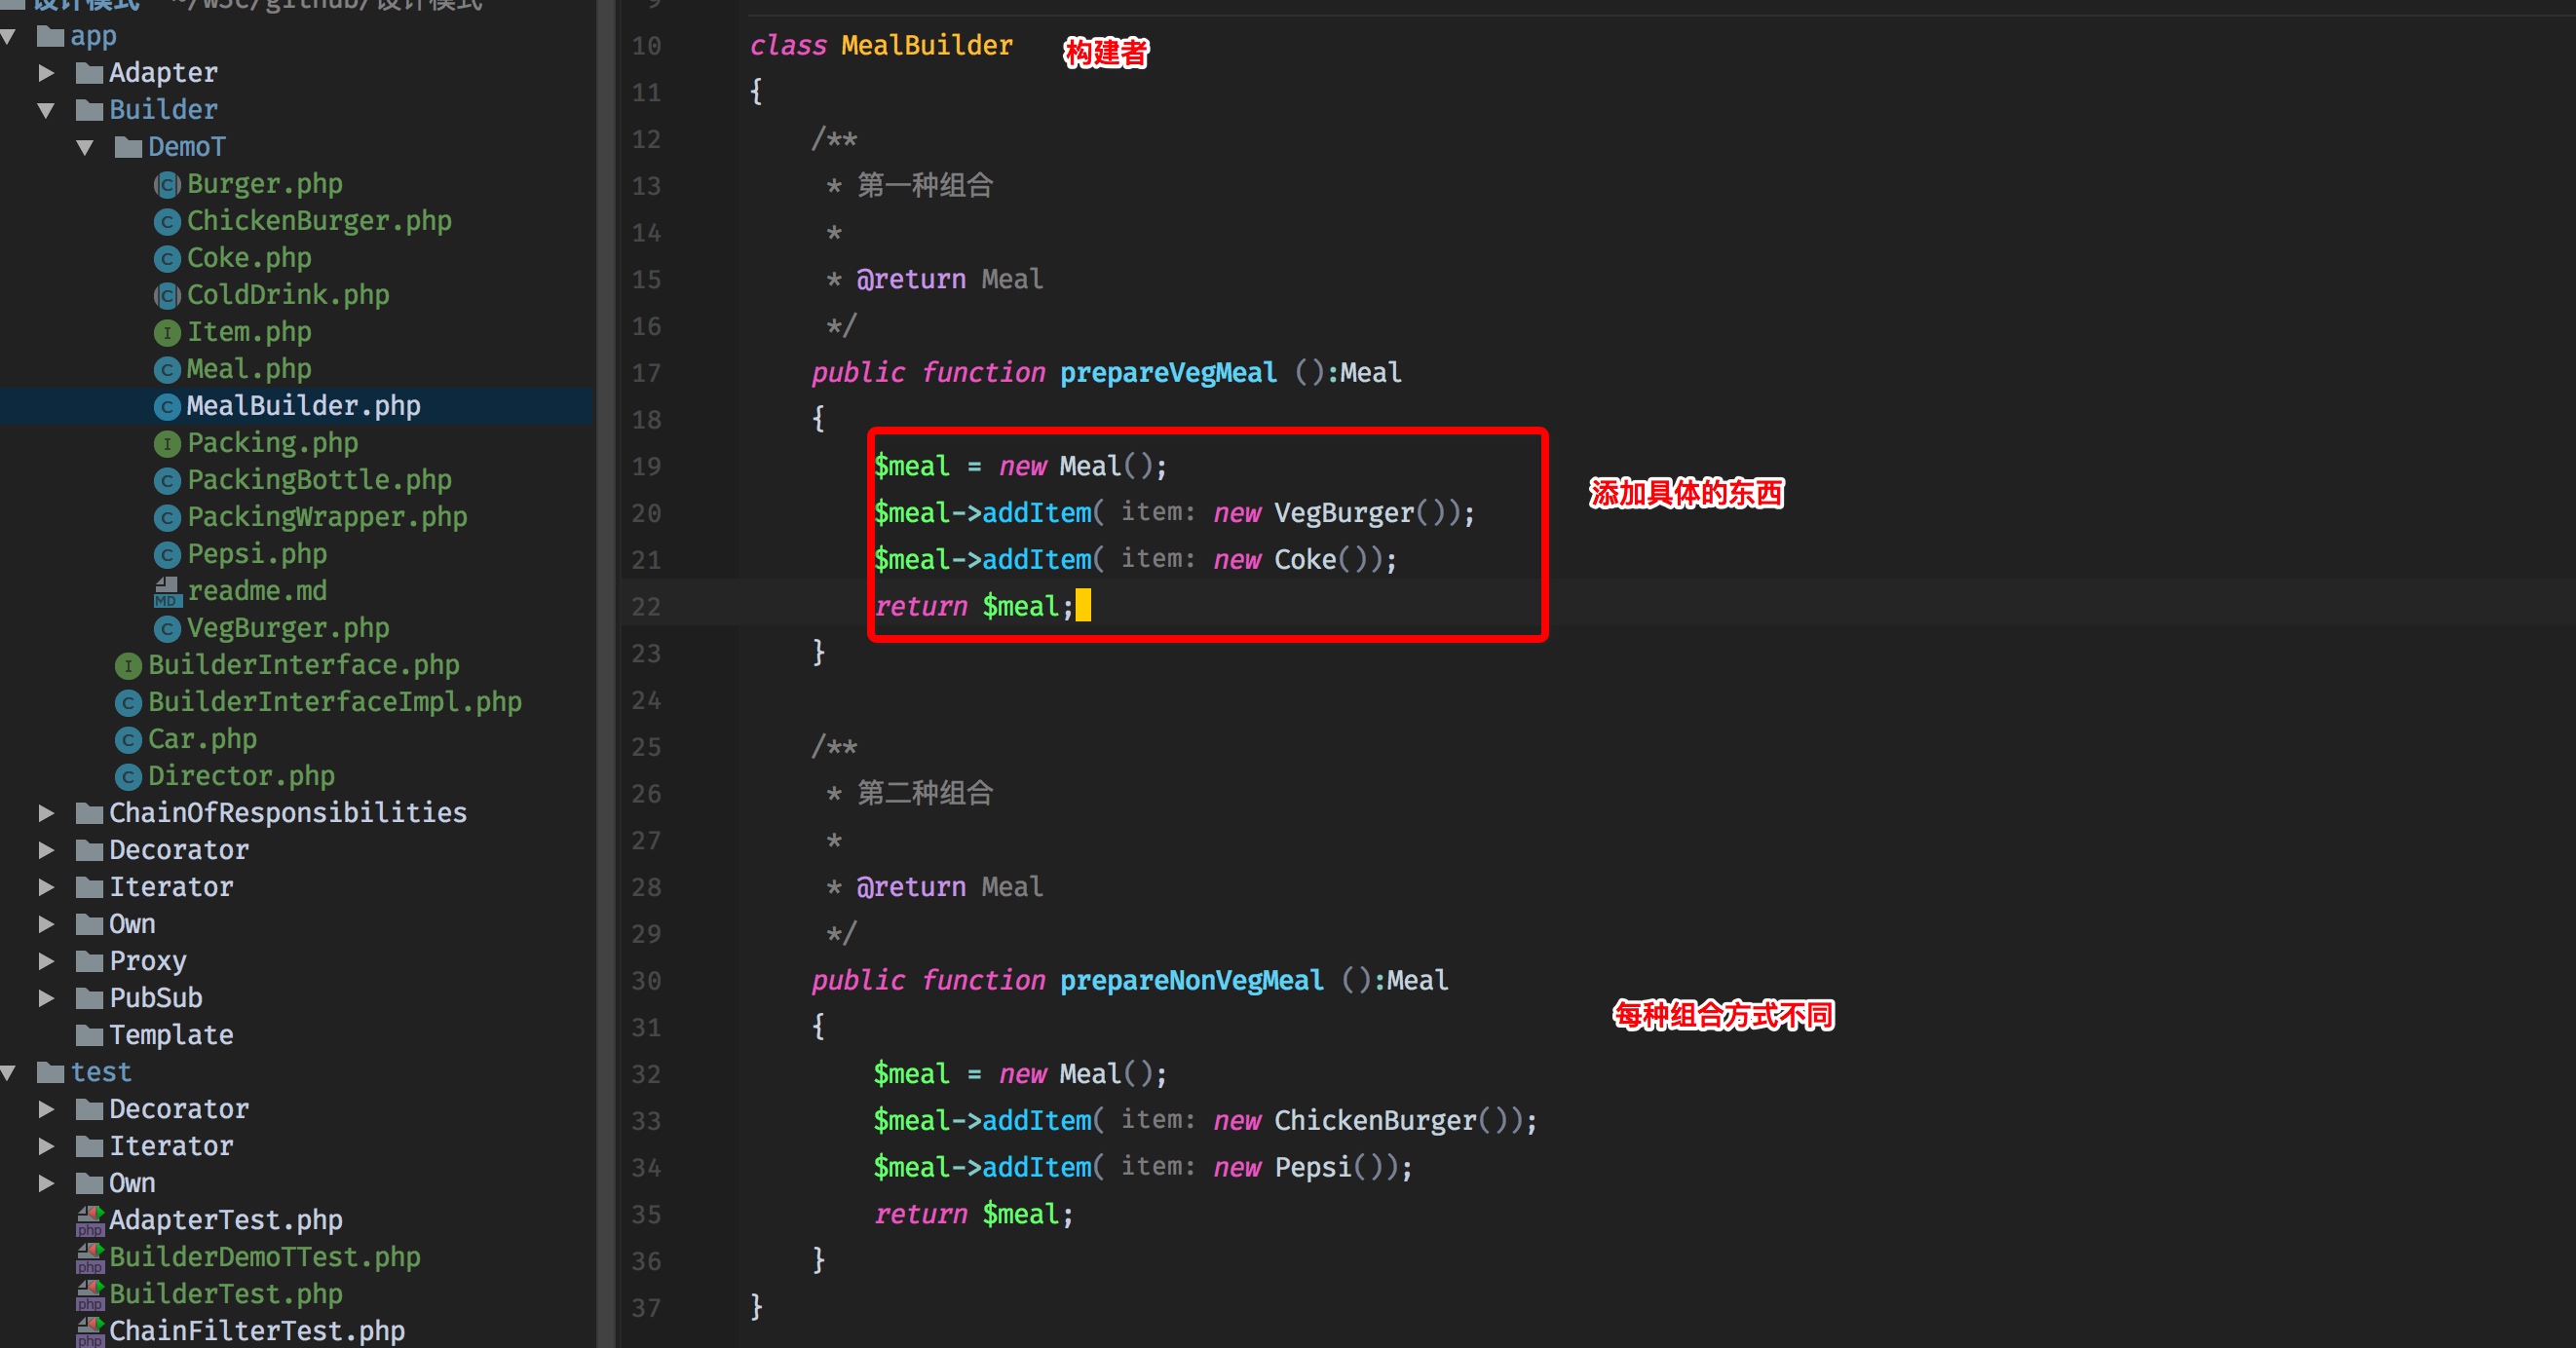 设计模式 ~/wsc/github/设计模式
app
Adapter
Builder
DemoT
Burger.php
ChickenBurger.php
Coke.php
ColdDrink.php
Item.php
Meal.php
MealBuilder.php
Packing.php
PackingBottle.php
PackingWrapper.php
Pepsi.php
readme.md
VegBurger.php
BuilderInterface.php
BuilderInterfaceImpl.php
Car.php
Director.php
ChainOfResponsibilities
Decorator
Iterator
Own
Proxy
PubSub
Template
test
Decorator
Iterator
Own
AdapterTest.php
BuilderDemoTTest.php
BuilderTest.php
ChainFilterTest.php
9
10 class MealBuilder 构建者
11 {
12 /**
13 * 第一种组合
14 *
15 * @return Meal
16 */
17 public function prepareVegMeal ():Meal
18 {
19 $meal = new Meal();
20 $meal->addItem( item: new VegBurger()); 添加具体的东西
21 $meal->addItem( item: new Coke());
22 return $meal;
23 }
24
25 /**
26 * 第二种组合
27 *
28 * @return Meal
29 */
30 public function prepareNonVegMeal ():Meal
31 { 每种组合方式不同
32 $meal = new Meal();
33 $meal->addItem( item: new ChickenBurger());
34 $meal->addItem( item: new Pepsi());
35 return $meal;
36 }
37 }